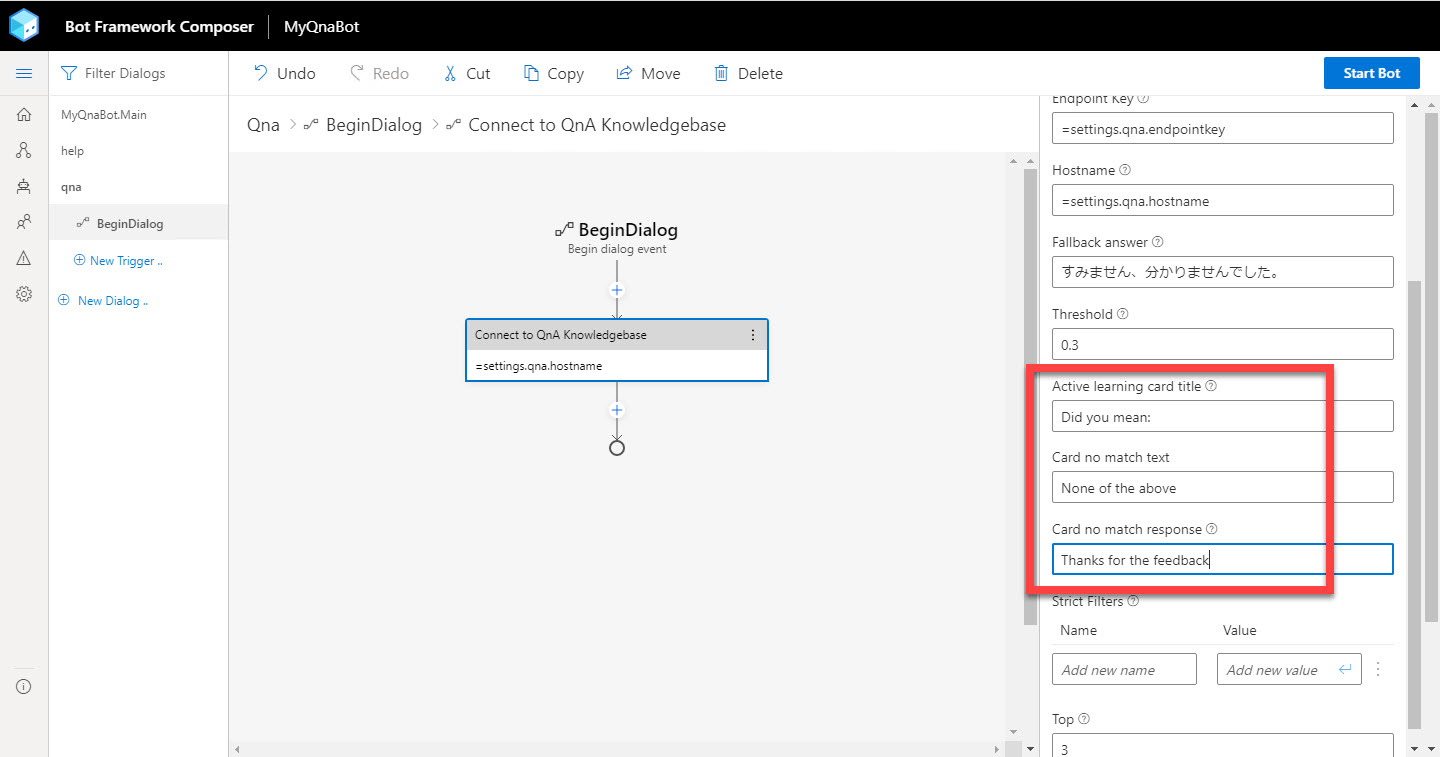 Bot Framework Composer MyQnaBot
Filter Dialogs
MyQnaBot.Main
help
qna
BeginDialog
New Trigger ..
New Dialog ..
Undo Redo Cut Copy Move Delete Start Bot
Qna > BeginDialog > Connect to QnA Knowledgebase
BeginDialog
Begin dialog event
Connect to QnA Knowledgebase
=settings.qna.hostname
Endpoint Key
=settings.qna.endpointkey
Hostname
=settings.qna.hostname
Fallback answer
すみません、分かりませんでした。
Threshold
0.3
Active learning card title
Did you mean:
Card no match text
None of the above
Card no match response
Thanks for the feedback
Strict Filters
Name Value
Add new name Add new value
Top
3